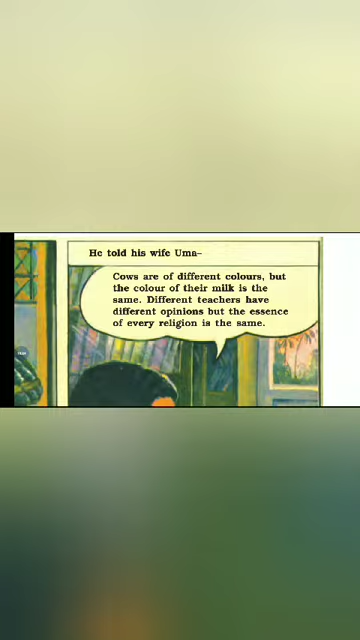 He told his wife Uma–
Cows are of different colours, but
the colour of their milk is the
same. Different teachers have
different opinions but the essence
of every religion is the same.